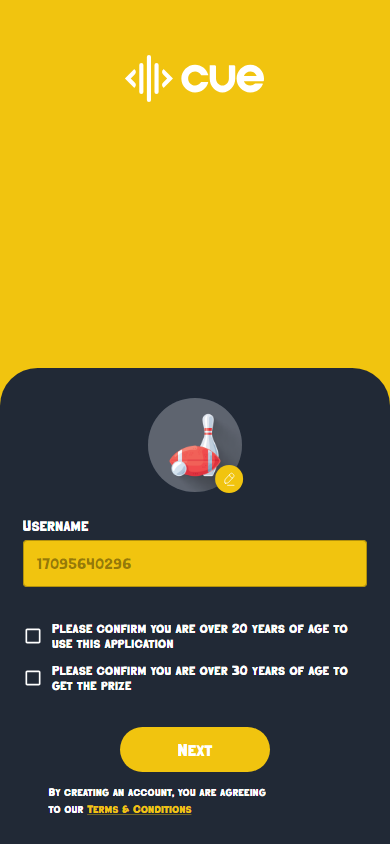 cue
Username
17095640296
Please confirm you are over 20 years of age to
use this application
Please confirm you are over 30 years of age to
get the prize
Next
By creating an account, you are agreeing
to our Terms & Conditions